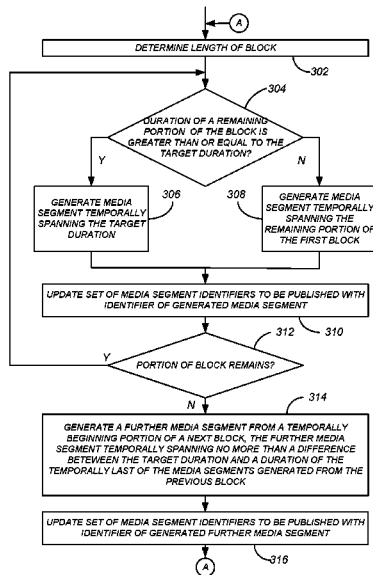 A
DETERMINE LENGTH OF BLOCK
302
304
DURATION OF A REMAINING
PORTION OF THE BLOCK IS
GREATER THAN OR EQUAL TO THE
TARGET DURATION?
Y
N
306
308
GENERATE MEDIA
SEGMENT TEMPORALLY
SPANNING THE
TARGET DURATION
GENERATE MEDIA
SEGMENT TEMPORALLY
SPANNING THE
REMAINING PORTION OF
THE FIRST BLOCK
UPDATE SET OF MEDIA SEGMENT IDENTIFIERS TO BE PUBLISHED WITH
IDENTIFIER OF GENERATED MEDIA SEGMENT
310
312
Y
PORTION OF BLOCK REMAINS?
N
314
GENERATE A FURTHER MEDIA SEGMENT FROM A TEMPORALLY
BEGINNING PORTION OF A NEXT BLOCK, THE FURTHER MEDIA
SEGMENT TEMPORALLY SPANNING NO MORE THAN A DIFFERENCE
BETEWEEN THE TARGET DURATION AND A DURATION OF THE
TEMPORALLY LAST OF THE MEDIA SEGMENTS GENERATED FROM THE
PREVIOUS BLOCK
UPDATE SET OF MEDIA SEGMENT IDENTIFIERS TO BE PUBLISHED WITH
IDENTIFIER OF GENERATED FURTHER MEDIA SEGMENT
316
A